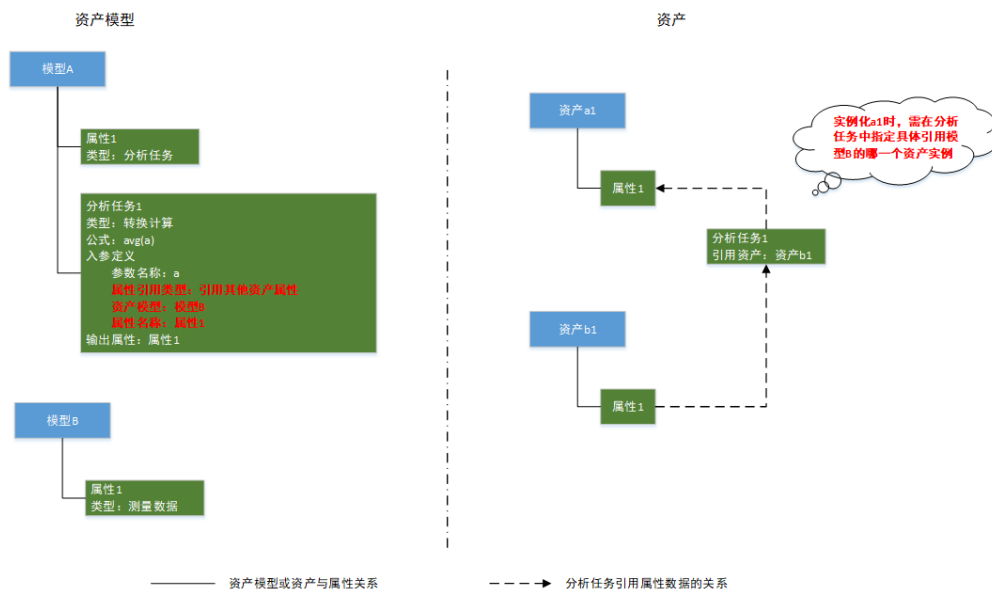 资产模型
资产
模型A
属性1
类型：分析任务
分析任务1
类型：转换计算
公式：avg(a)
入参定义
参数名称：a
属性引用类型：引用其他资产属性
资产模型：模型B
属性名称：属性1
输出属性：属性1
模型B
属性1
类型：测量数据
资产a1
属性1
实例化a1时，需在分析
任务中指定具体引用模
型B的哪一个资产实例
分析任务1
引用资产：资产b1
资产b1
属性1
资产模型或资产与属性关系
分析任务引用属性数据的关系